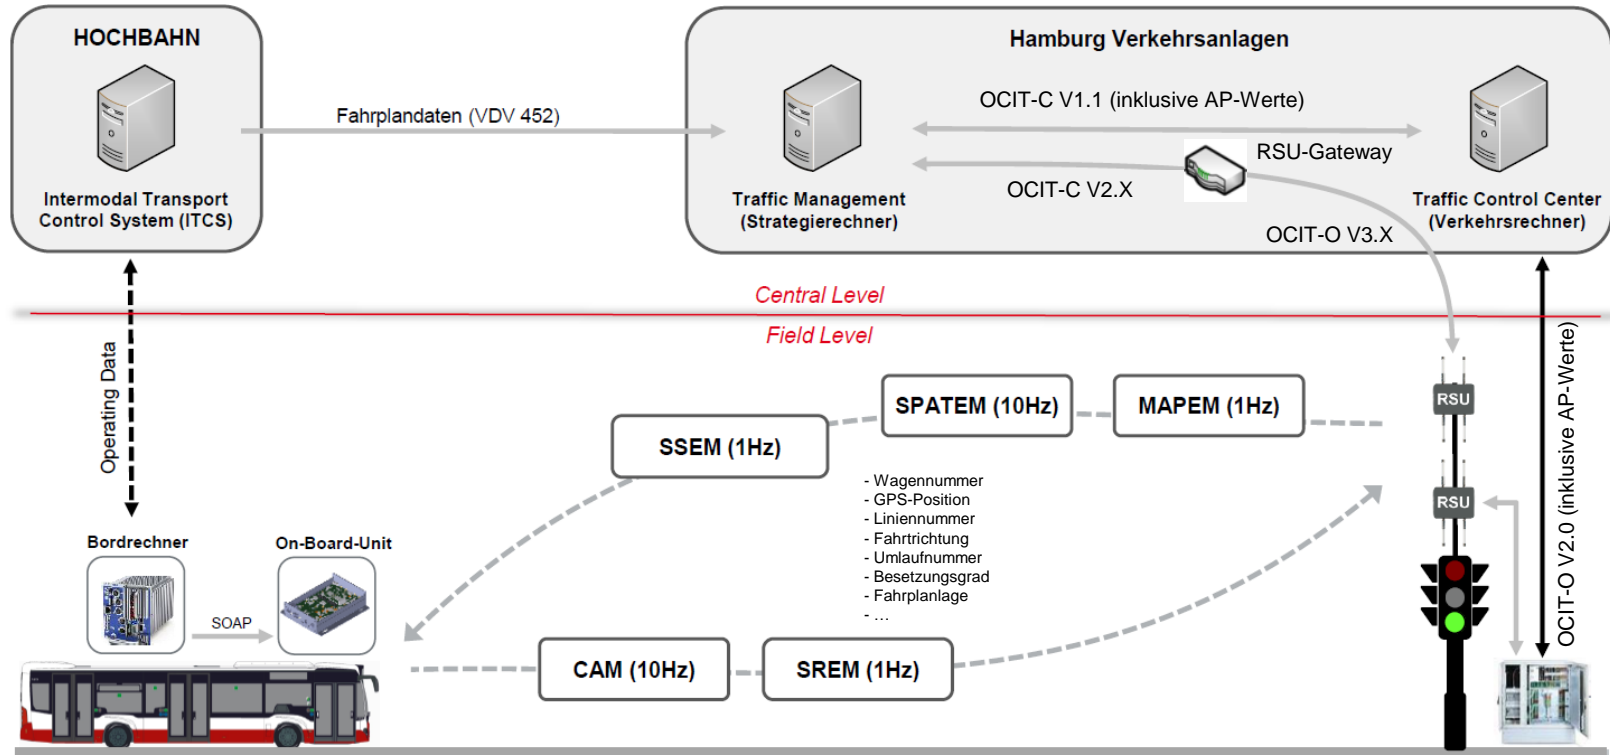 HOCHBAHN
Intermodal Transport
Control System (ITCS)
Fahrplandaten (VDV 452)
Hamburg Verkehrsanlagen
OCIT-C V1.1 (inklusive AP-Werte)
RSU-Gateway
OCIT-C V2.X
Traffic Management
(Strategierechner)
Traffic Control Center
(Verkehrsrechner)
OCIT-O V3.X
Central Level
Field Level
Operating Data
OCIT-O V2.0 (inklusive AP-Werte)
SPATEM (10Hz)
MAPEM (1Hz)
SSEM (1Hz)
RSU
RSU
- Wagennummer
- GPS-Position
- Liniennummer
- Fahrtrichtung
- Umlaufnummer
- Besetzungsgrad
- Fahrplanlage
- ...
Bordrechner
On-Board-Unit
SOAP
CAM (10Hz)
SREM (1Hz)